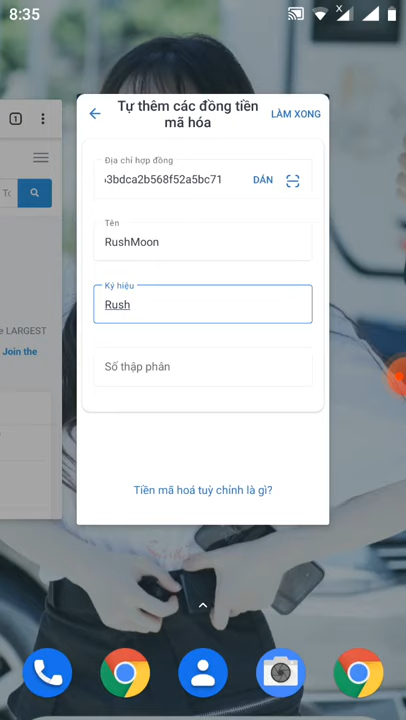 8:35
X
Tự thêm các đồng tiền
mã hóa
LÀM XONG
1
Địa chỉ hợp đồng
3bdca2b568f52a5bc71
DÁN
Tên
RushMoon
Ký hiệu
Rush
Số thập phân
e LARGEST
Join the
Tiền mã hoá tuỳ chỉnh là gì?